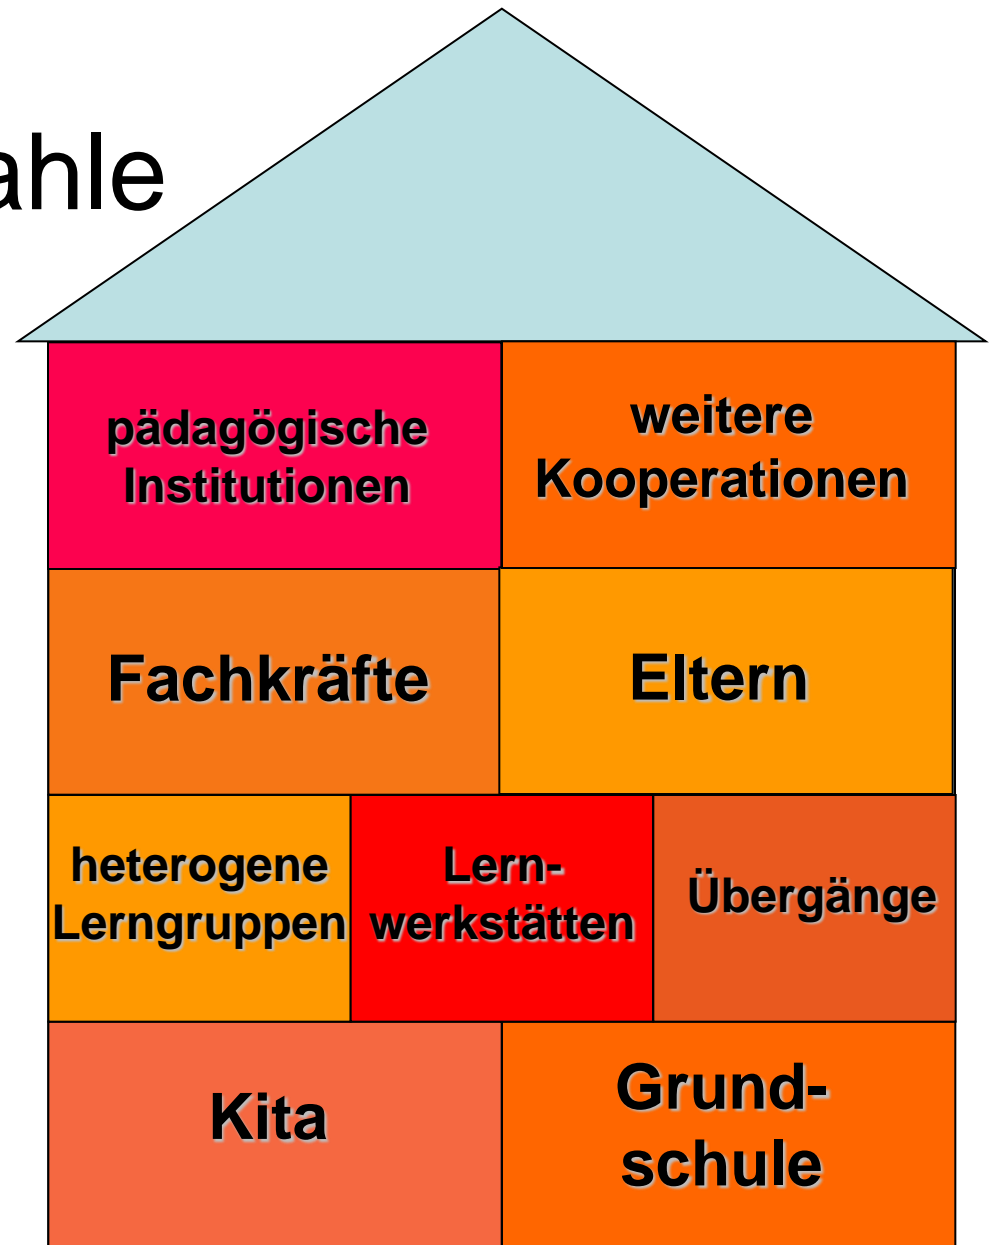 ahle
pädagögische
Institutionen
weitere
Kooperationen
Fachkräfte
Eltern
heterogene
Lerngruppen
Lern-
werkstätten
Übergänge
Kita
Grund-
schule